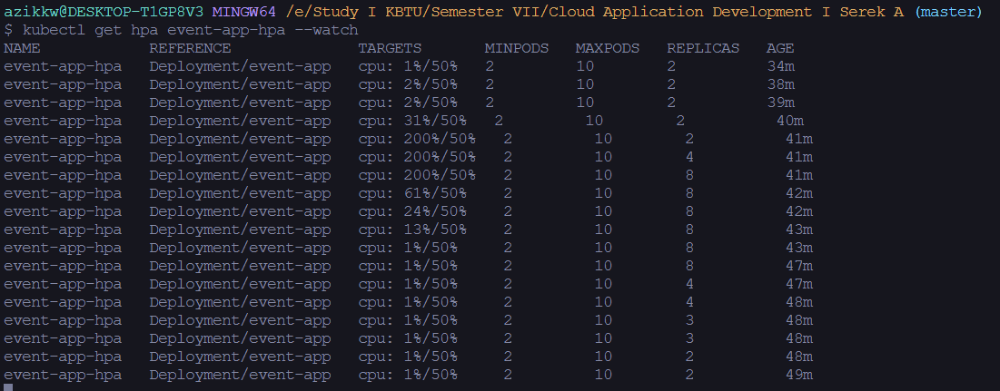 azikkw@DESKTOP-T1GP8V3 MINGW64 /e/Study I KBTU/Semester VII/Cloud Application Development I Serek A (master)
$ kubectl get hpa event-app-hpa --watch
NAME REFERENCE TARGETS MINPODS MAXPODS REPLICAS AGE
event-app-hpa Deployment/event-app cpu: 1%/50% 2 10 2 34m
event-app-hpa Deployment/event-app cpu: 2%/50% 2 10 2 38m
event-app-hpa Deployment/event-app cpu: 2%/50% 2 10 2 39m
event-app-hpa Deployment/event-app cpu: 31%/50% 2 10 2 40m
event-app-hpa Deployment/event-app cpu: 200%/50% 2 10 2 41m
event-app-hpa Deployment/event-app cpu: 200%/50% 2 10 4 41m
event-app-hpa Deployment/event-app cpu: 200%/50% 2 10 8 41m
event-app-hpa Deployment/event-app cpu: 61%/50% 2 10 8 42m
event-app-hpa Deployment/event-app cpu: 24%/50% 2 10 8 42m
event-app-hpa Deployment/event-app cpu: 13%/50% 2 10 8 43m
event-app-hpa Deployment/event-app cpu: 1%/50% 2 10 8 43m
event-app-hpa Deployment/event-app cpu: 1%/50% 2 10 8 47m
event-app-hpa Deployment/event-app cpu: 1%/50% 2 10 4 47m
event-app-hpa Deployment/event-app cpu: 1%/50% 2 10 4 48m
event-app-hpa Deployment/event-app cpu: 1%/50% 2 10 3 48m
event-app-hpa Deployment/event-app cpu: 1%/50% 2 10 3 48m
event-app-hpa Deployment/event-app cpu: 1%/50% 2 10 2 48m
event-app-hpa Deployment/event-app cpu: 1%/50% 2 10 2 49m